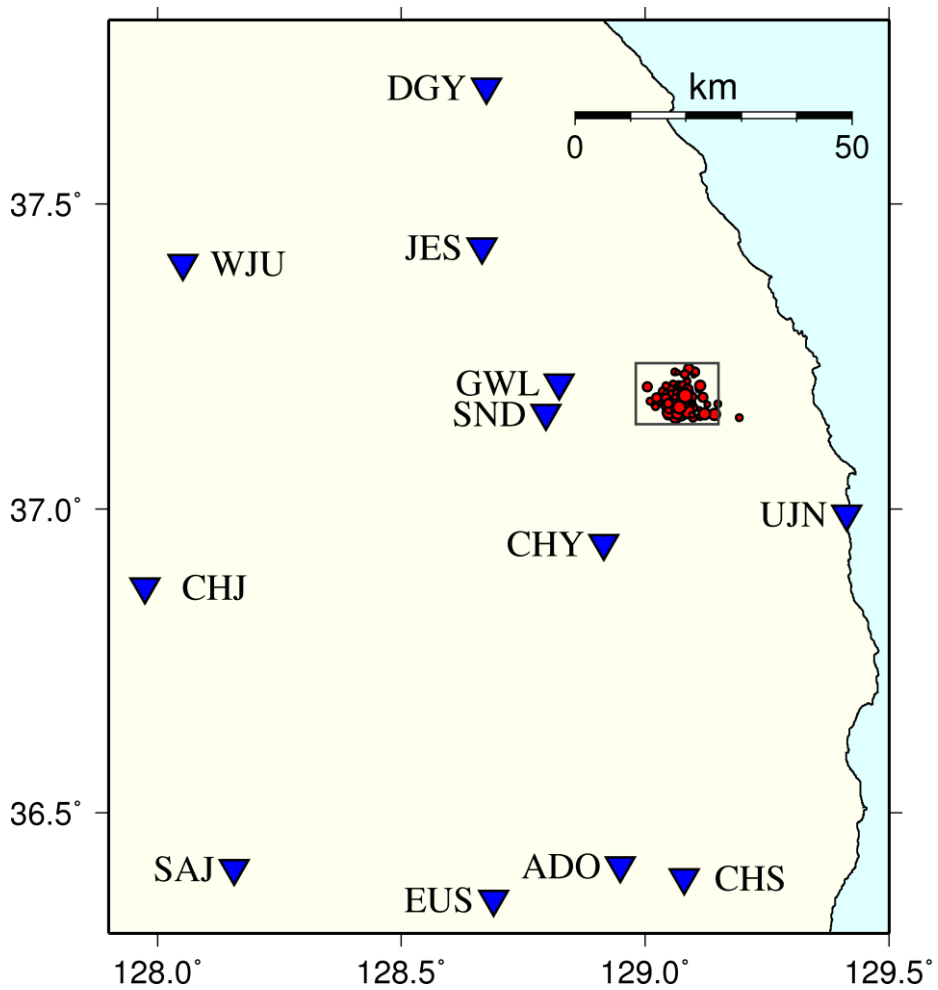 DGY
km
0 50
37.5°
JES
WJU
GWL
SND
37.0°
UJN
CHY
CHJ
36.5°
SAJ
ADO
CHS
EUS
128.0° 128.5° 129.0° 129.5°